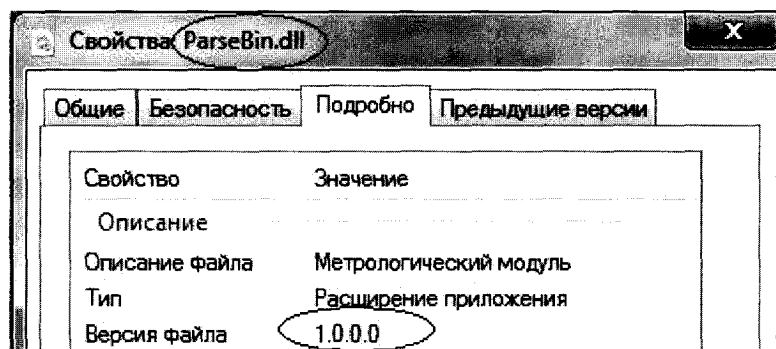 Свойства: ParseBin.dll
x
Общие Безопасность Подробно Предыдущие версии
Свойство Значение
Описание
Описание файла Метрологический модуль
Тип Расширение приложения
Версия файла 1.0.0.0